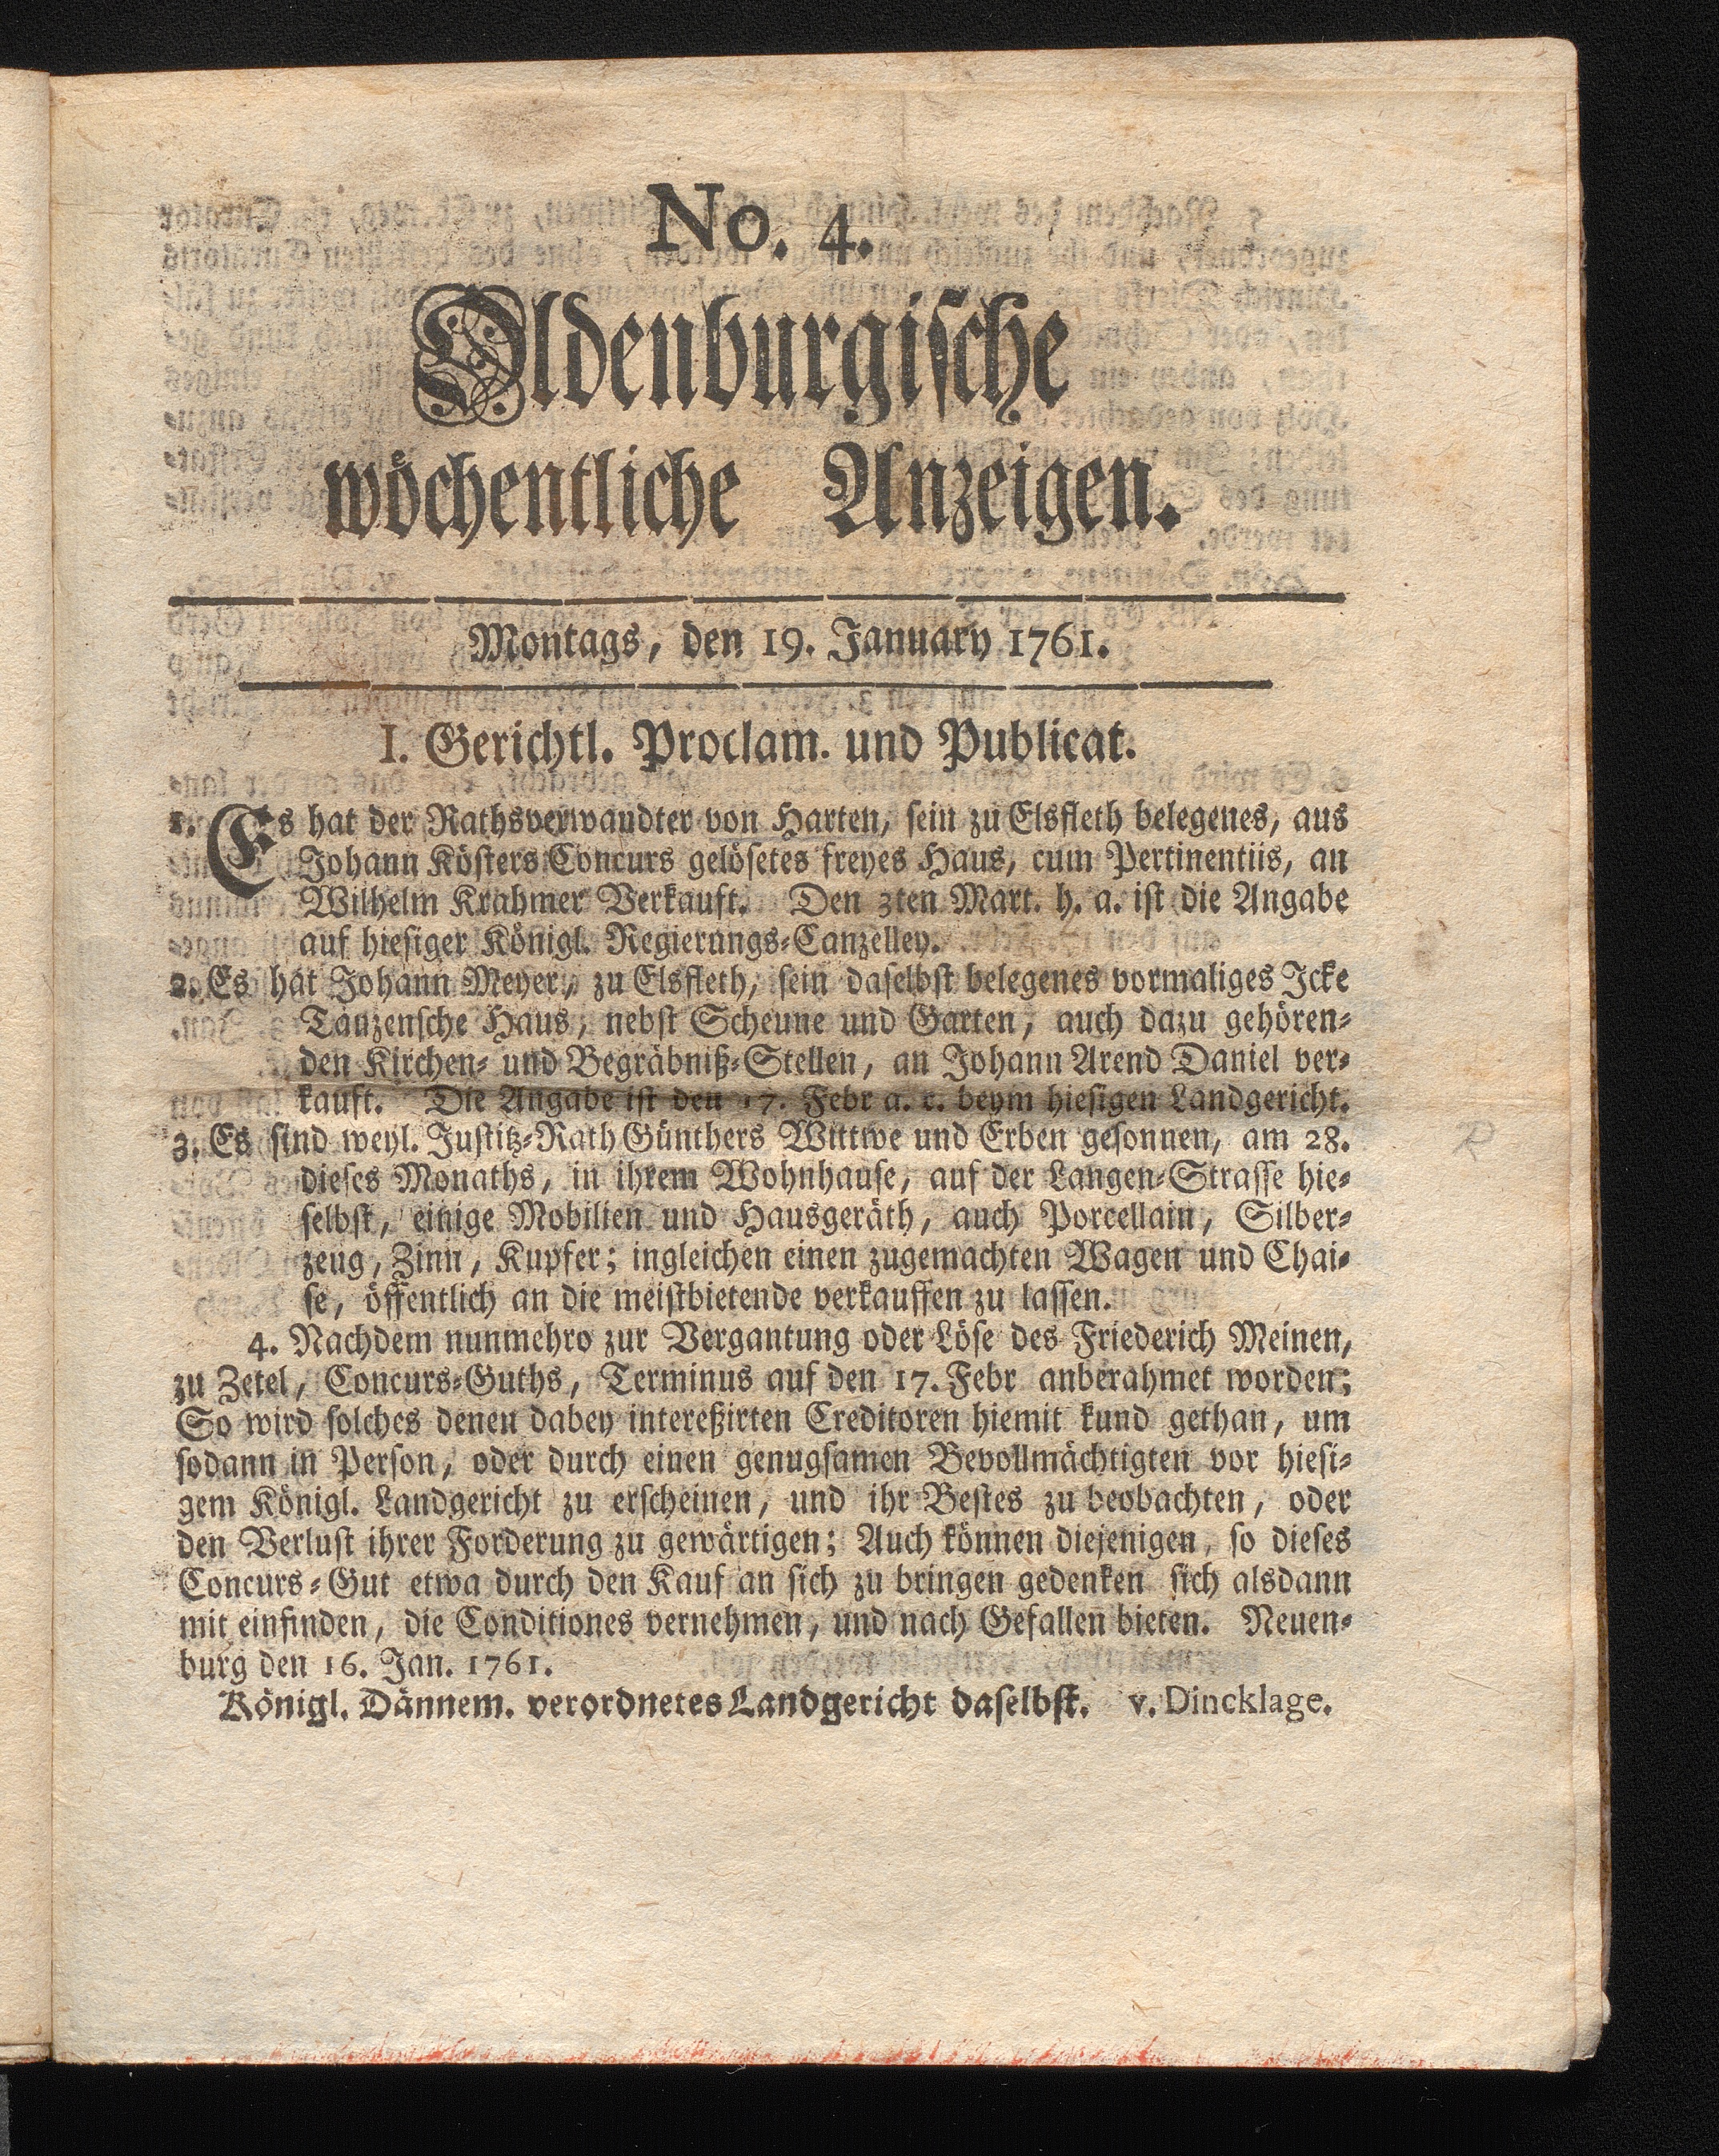 No. 4.
Oldenburgische
wöchentliche Anzeigen.
Montags, den 19. January 1761.
I. Gerichtl. Proclam. und Publicat.
1. Es hat der Rathsverwandter von Harten, sein zu Elsfleth belegenes, aus
Johann Kösters Concurs gelösetes freyes Haus, cum Pertinentiis, an
Wilhelm Krahmer Verkauft. Den 3ten Mart. h. a. ist die Angabe
auf hiesiger Königl. Regierungs-Canzelley.
2. Es hat Johann Meyer, zu Elsfleth, sein daselbst belegenes vormaliges Icke
Tanzensche Haus, nebst Scheune und Garten, auch dazu gehören-
den Kirchen- und Begräbniß-Stellen, an Johann Arend Daniel ver-
kauft. Die Angabe ist den 17. Febr a. c. beym hiesigen Landgericht.
3. Es sind weyl. Justitz-Rath Günthers Wittwe und Erben gesonnen, am 28.
dieses Monaths, in ihrem Wohnhause, auf der Langen-Strasse hie-
selbst, einige Mobilien und Hausgeräth, auch Porcellain, Silber-
zeug, Zinn, Kupfer; ingleichen einen zugemachten Wagen und Chai-
se, öffentlich an die meistbietende verkauffen zu lassen.
4. Nachdem nunmehro zur Vergantung oder Löse des Friederich Meinen,
zu Zetel, Concurs-Guths, Terminus auf den 17. Febr anberahmet worden;
So wird solches denen dabey intereßirten Creditoren hiemit kund gethan, um
sodann in Person, oder durch einen genugsamen Bevollmächtigten vor hiesi-
gem Königl. Landgericht zu erscheinen, und ihr Bestes zu beobachten, oder
den Verlust ihrer Forderung zu gewärtigen; Auch können diejenigen, so dieses
Concurs-Gut etwa durch den Kauf an sich zu bringen gedenken sich alsdann
mit einfinden, die Conditiones vernehmen, und nach Gefallen bieten. Neuen-
burg den 16. Jan. 1761.
Königl. Dännem. verordnetes Landgericht daselbst. v. Dincklage.